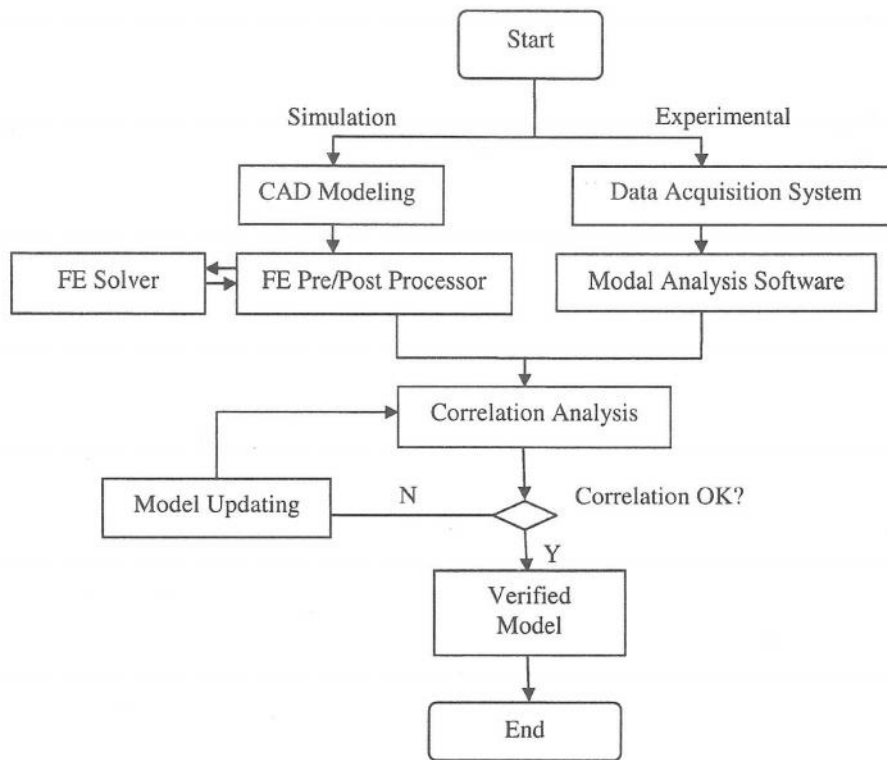 Start
Simulation
Experimental
CAD Modeling
Data Acquisition System
FE Solver
FE Pre/Post Processor
Modal Analysis Software
Correlation Analysis
Model Updating
N
Correlation OK?
Y
Verified
Model
End